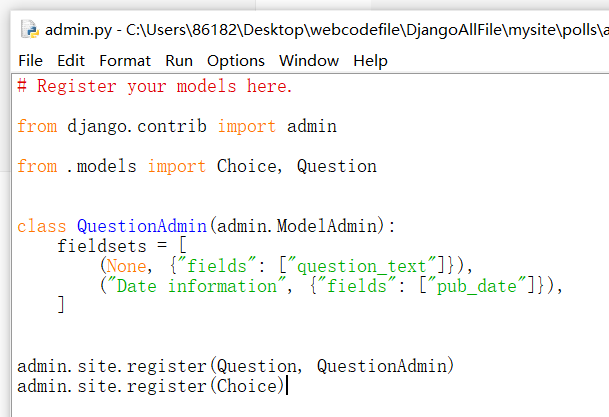 admin.py - C:\Users\86182\Desktop\webcodefile\DjangoAllFile\mysite\polls\a
File Edit Format Run Options Window Help
# Register your models here.
from django.contrib import admin
from .models import Choice, Question
class QuestionAdmin(admin.ModelAdmin):
    fieldsets = [
        (None, {"fields": ["question_text"]}),
        ("Date information", {"fields": ["pub_date"]}),
    ]
admin.site.register(Question, QuestionAdmin)
admin.site.register(Choice)